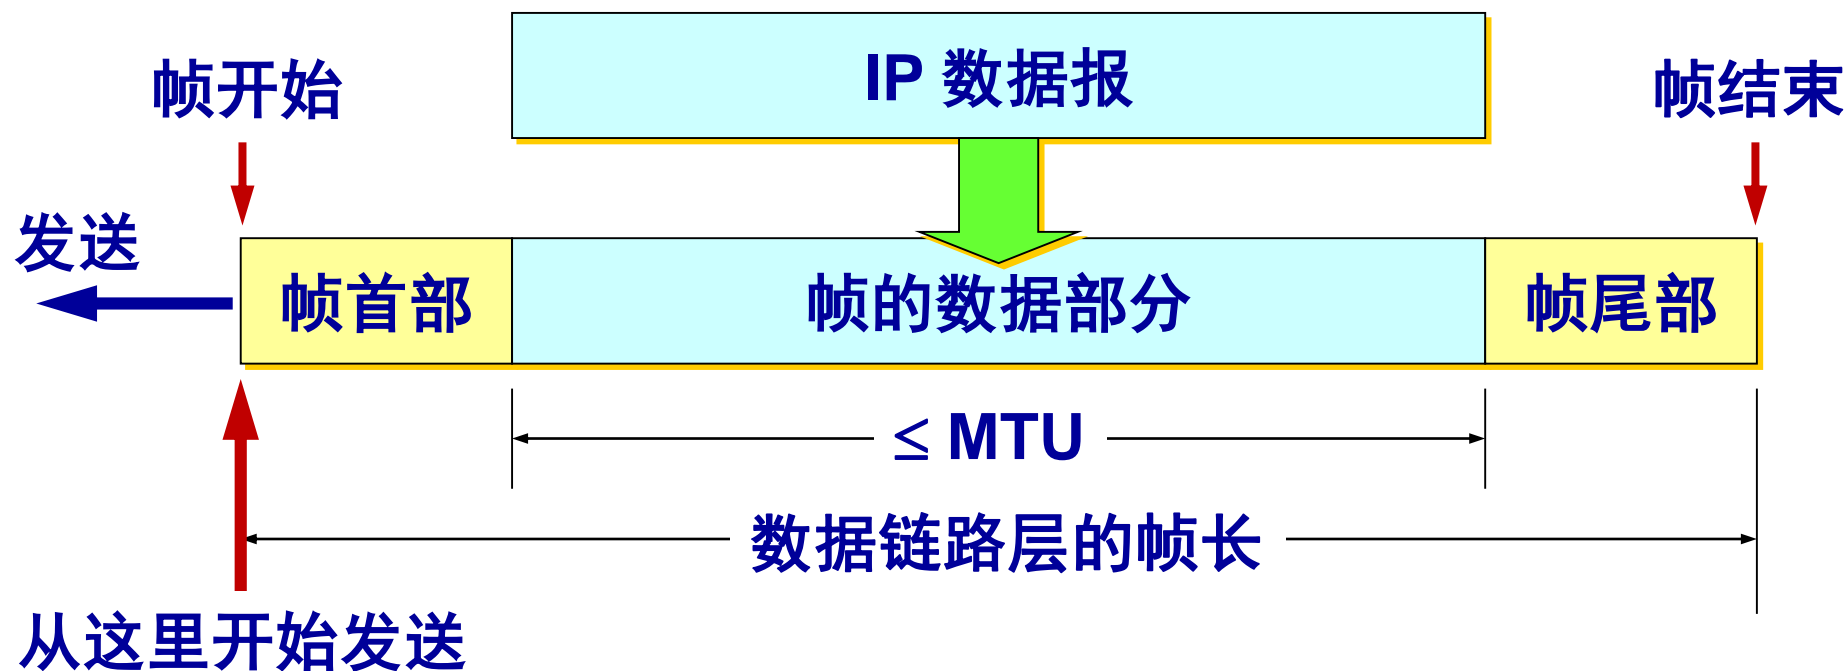 IP 数据报
帧开始
帧结束
发送
帧首部
帧的数据部分
帧尾部
≤ MTU
数据链路层的帧长
从这里开始发送